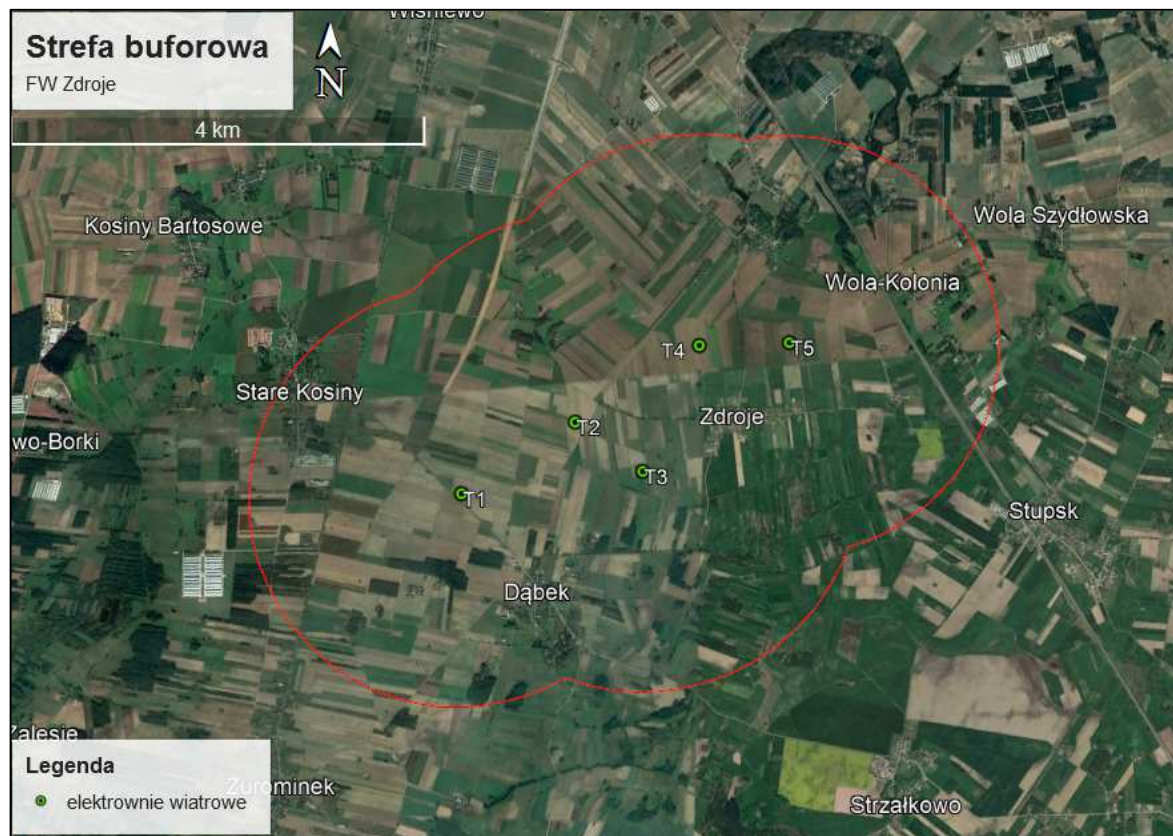 Strefa buforowa
FW Zdroje
N
4 km
Wiśniewo
Kosiny Bartosowe
Wola Szydłowska
Wola-Kolonia
T4
T5
Stare Kosiny
T2
Zdroje
wo-Borki
T3
T1
Stupsk
Dąbek
Zalesie
Legenda
elektrownie wiatrowe
Żurominek
Strzałkowo